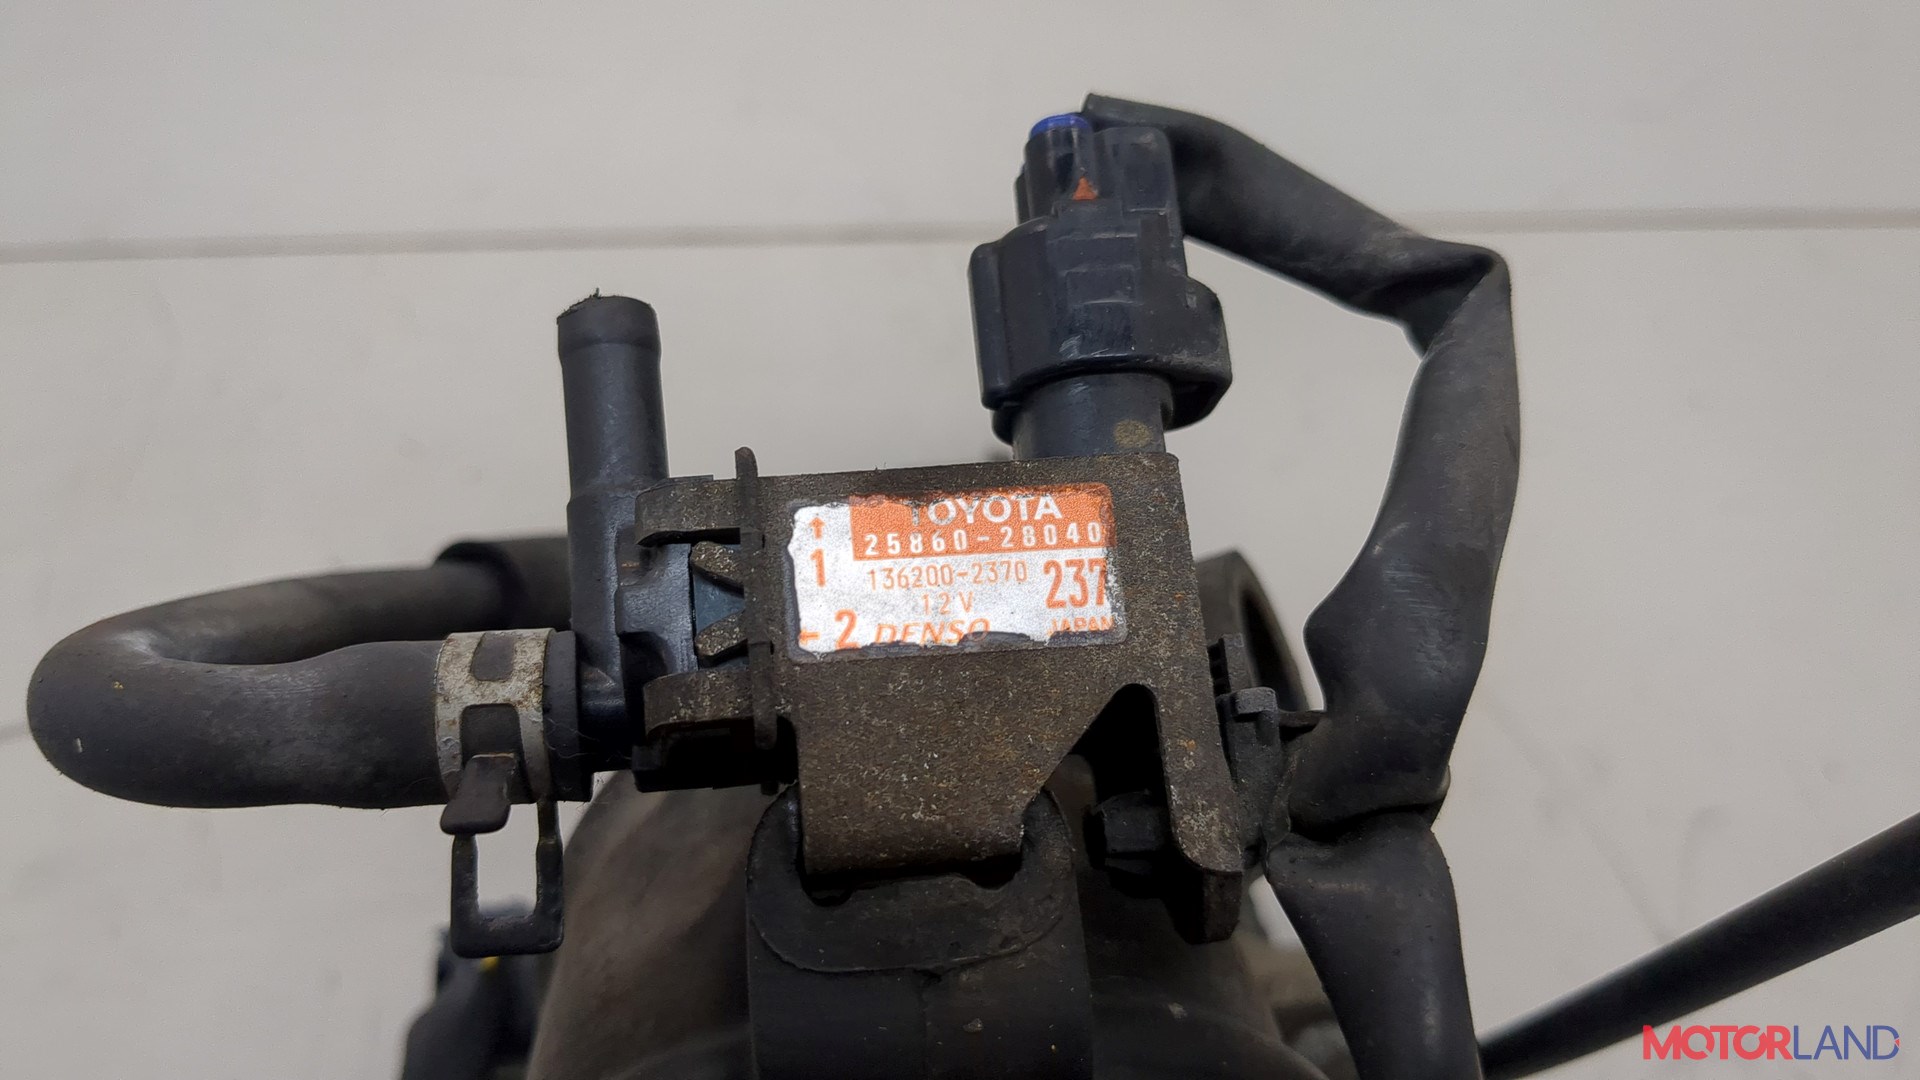 TOYOTA
25860-28040
↑
1
136200-2370
237
12V
-2
DENSO
JAPAN
MOTORLAND